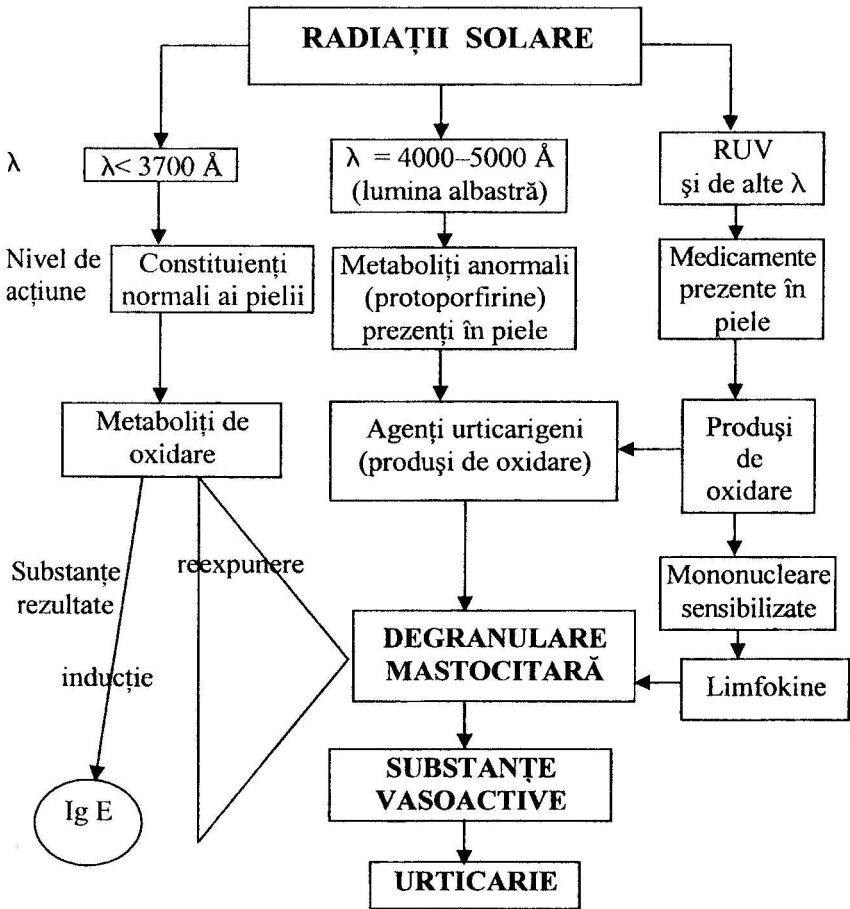 RADIAȚII SOLARE
λ
λ< 3700 Å
λ = 4000–5000 Å
(lumina albastră)
RUV
și de alte λ
Nivel de
acțiune
Constituienți
normali ai pielii
Metaboliți anormali
(protoporfirine)
prezenți în piele
Medicamente
prezente în
piele
Metaboliți de
oxidare
Agenți urticarigeni
(produși de oxidare)
Produși
de
oxidare
Substanțe
rezultate
reexpunere
Mononucleare
sensibilizate
inducție
DEGRANULARE
MASTOCITARĂ
Limfokine
Ig E
SUBSTANȚE
VASOACTIVE
URTICARIE